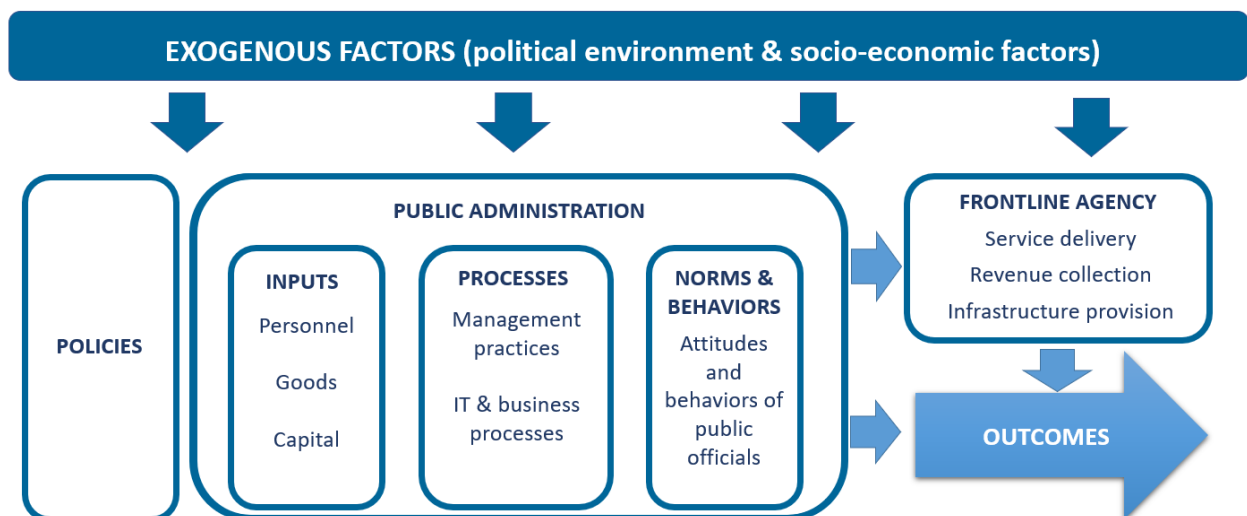 EXOGENOUS FACTORS (political environment & socio-economic factors)
POLICIES
PUBLIC ADMINISTRATION
INPUTS
Personnel
Goods
Capital
PROCESSES
Management
practices
IT & business
processes
NORMS &
BEHAVIORS
Attitudes
and
behaviors of
public
officials
FRONTLINE AGENCY
Service delivery
Revenue collection
Infrastructure provision
OUTCOMES